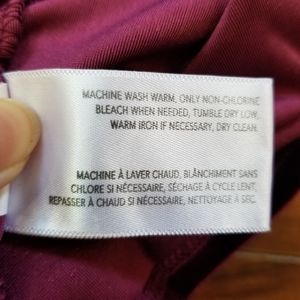 MACHINE WASH WARM, ONLY NON-CHLORINE
BLEACH WHEN NEEDED, TUMBLE DRY LOW,
WARM IRON IF NECESSARY, DRY CLEAN.
MACHINE À LAVER CHAUD, BLÂNCHIMENT SANS
CHLORE SI NÉCESSAIRE, SÉCHAGE À CYCLE LENT,
REPASSER À CHAUD SI NÉCESSAIRE, NETTOYAGE À SEC.